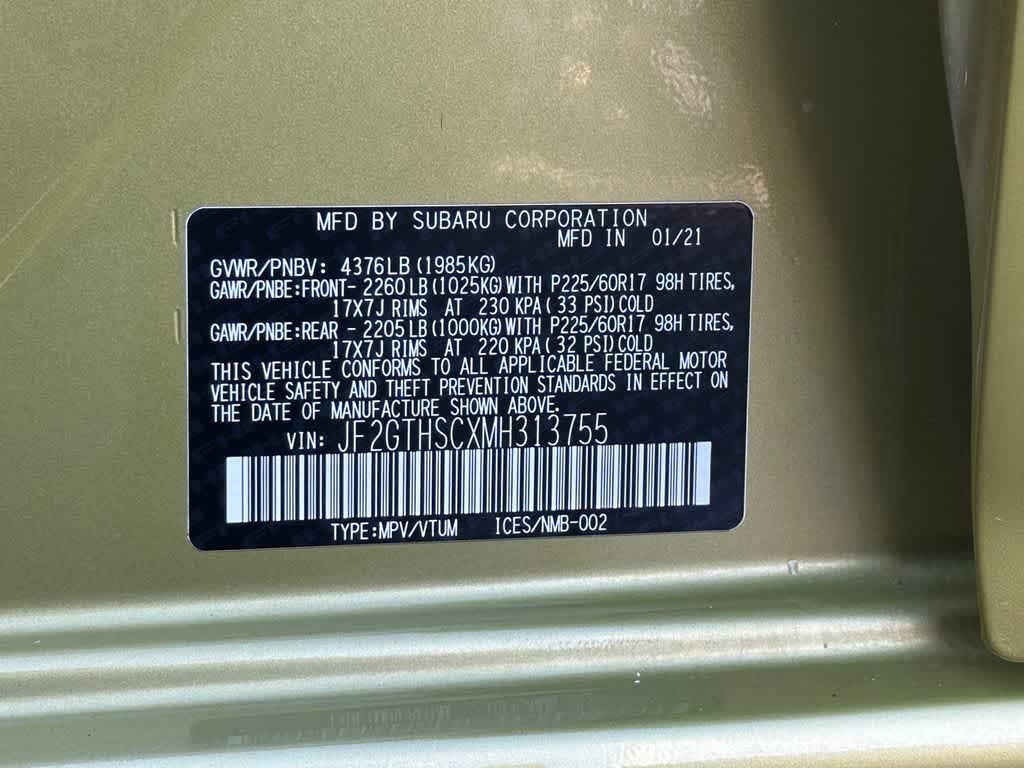 MFD BY SUBARU CORPORATION
MFD IN 01/21
GVWR/PNBV: 4376LB (1985KG)
GAWR/PNBE:FRONT- 2260LB(1025KG)WITH P225/60R17 98H TIRES,
17X7J RIMS AT 230 KPA( 33 PSI)COLD
GAWR/PNBE:REAR - 2205LB(1000KG)WITH P225/60R17 98H TIRES,
17X7J RIMS AT 220 KPA( 32 PSI)COLD
THIS VEHICLE CONFORMS TO ALL APPLICABLE FEDERAL MOTOR
VEHICLE SAFETY AND THEFT PREVENTION STANDARDS IN EFFECT ON
THE DATE OF MANUFACTURE SHOWN ABOVE.
VIN: JF2GTHSCXMH313755
TYPE:MPV/VTUM ICES/NMB-002